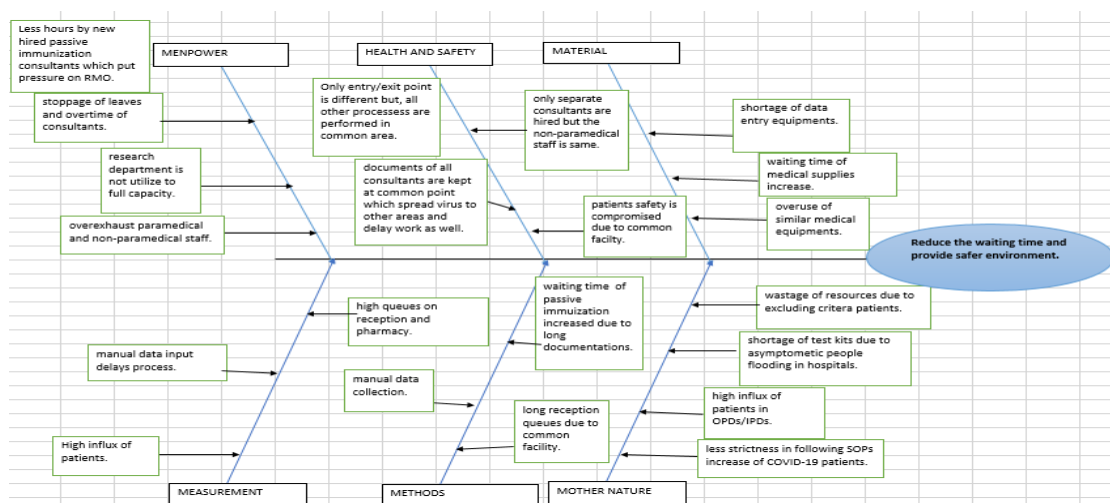 Less hours by new
hired passive
immunization
consultants which put
pressure on RMO.
MENPOWER
HEALTH AND SAFETY
MATERIAL
stoppage of leaves
and overtime of
consultants.
Only entry/exit point
is different but, all
other processess are
performed in
common area.
only separate
consultants are
hired but the
non-paramedical
staff is same.
shortage of data
entry equipments.
research
department is
not utilize to
full capacity.
documents of all
consultants are kept
at common point
which spread virus to
other areas and
delay work as well.
waiting time of
medical supplies
increase.
overexhaust paramedical
and non-paramedical staff.
patients safety is
compromised
due to common
facilty.
overuse of
similar medical
equipments.
Reduce the waiting time and
provide safer environment.
high queues on
reception and
pharmacy.
waiting time of
passive
immuization
increased due to
long
documentations.
wastage of resources due to
excluding critera patients.
manual data input
delays process.
shortage of test kits due to
asymptometic people
flooding in hospitals.
manual data
collection.
long reception
queues due to
common
facility.
high influx of
patients in
OPDs/IPDs.
High influx of
patients.
less strictness in following SOPs
increase of COVID-19 patients.
MEASUREMENT
METHODS
MOTHER NATURE